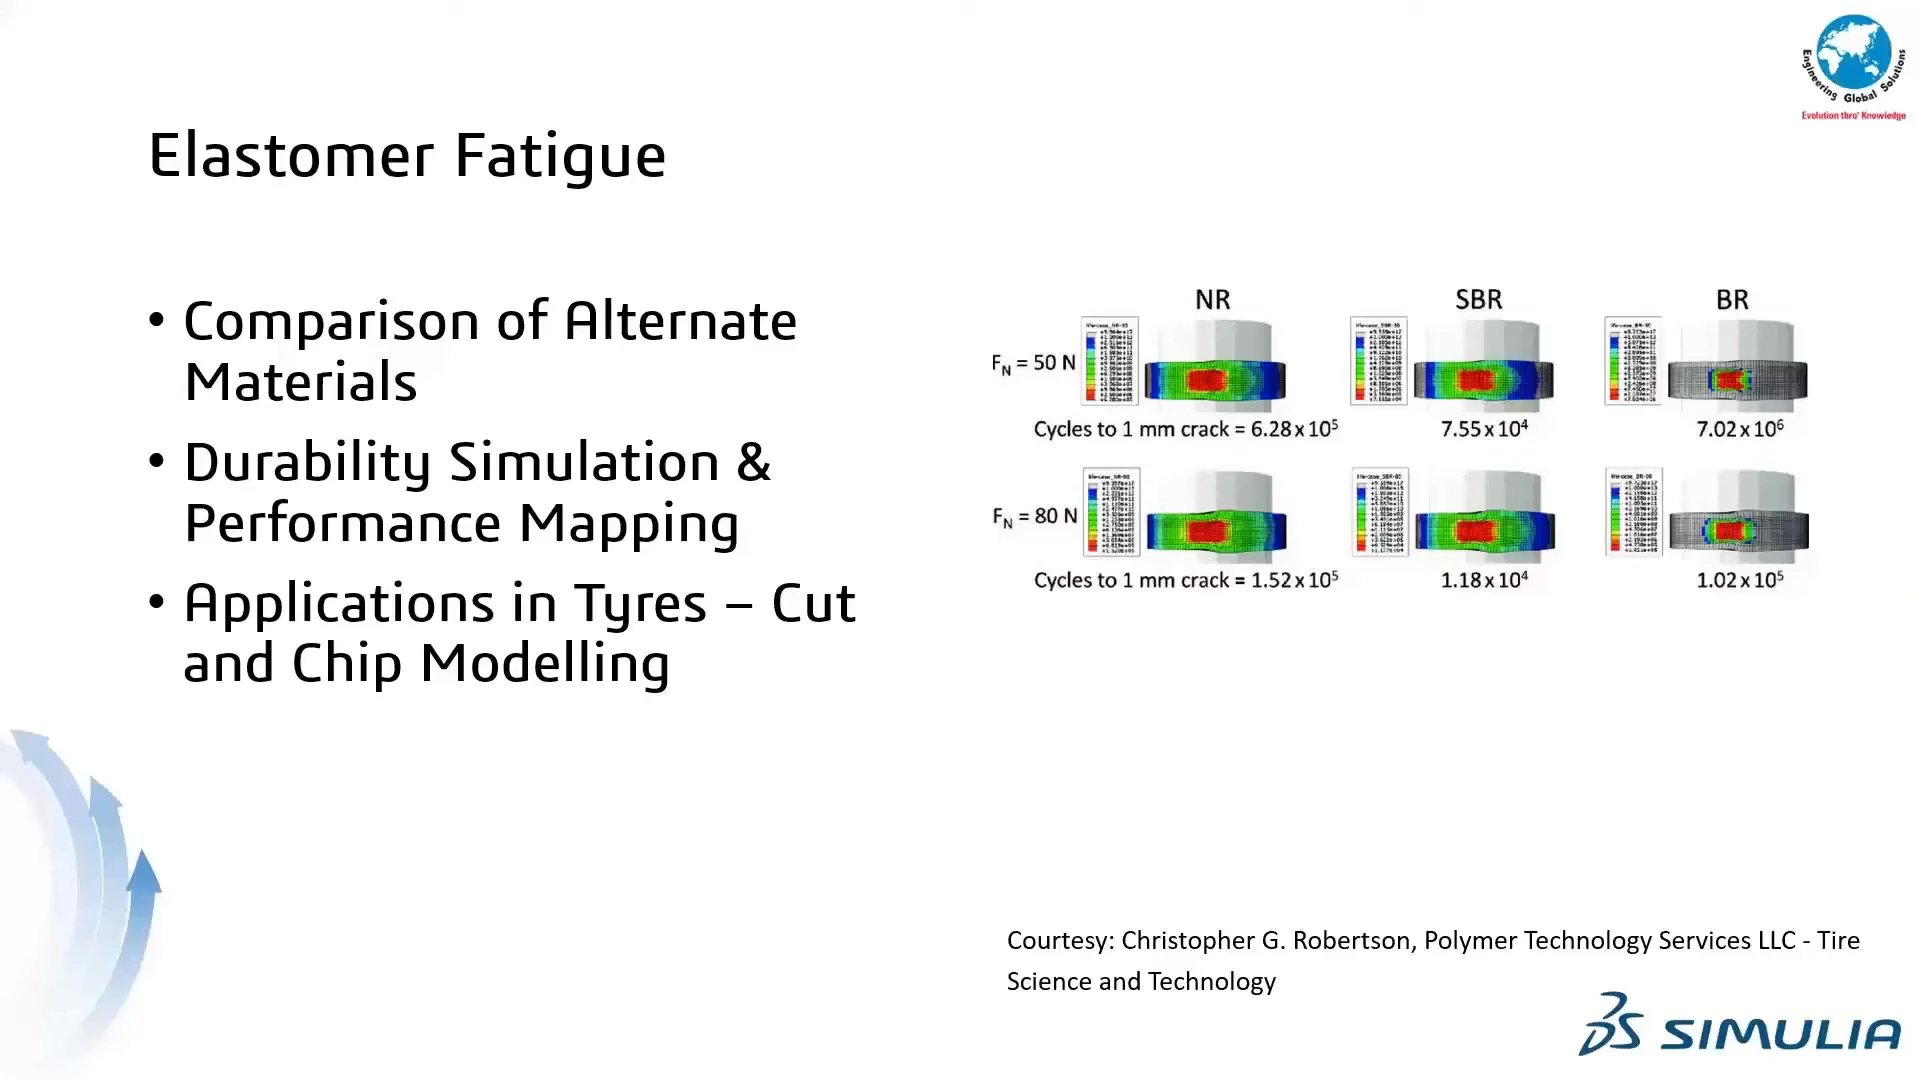 Engineering Global Solutions
Evolution thro' Knowledge
Elastomer Fatigue
• Comparison of Alternate
Materials
• Durability Simulation &
Performance Mapping
• Applications in Tyres – Cut
and Chip Modelling
NR SBR BR
F_N = 50 N
Cycles to 1 mm crack = 6.28 x 10⁵ 7.55 x 10⁴ 7.02 x 10⁶
F_N = 80 N
Cycles to 1 mm crack = 1.52 x 10⁵ 1.18 x 10⁴ 1.02 x 10⁵
Courtesy: Christopher G. Robertson, Polymer Technology Services LLC - Tire
Science and Technology
SIMULIA